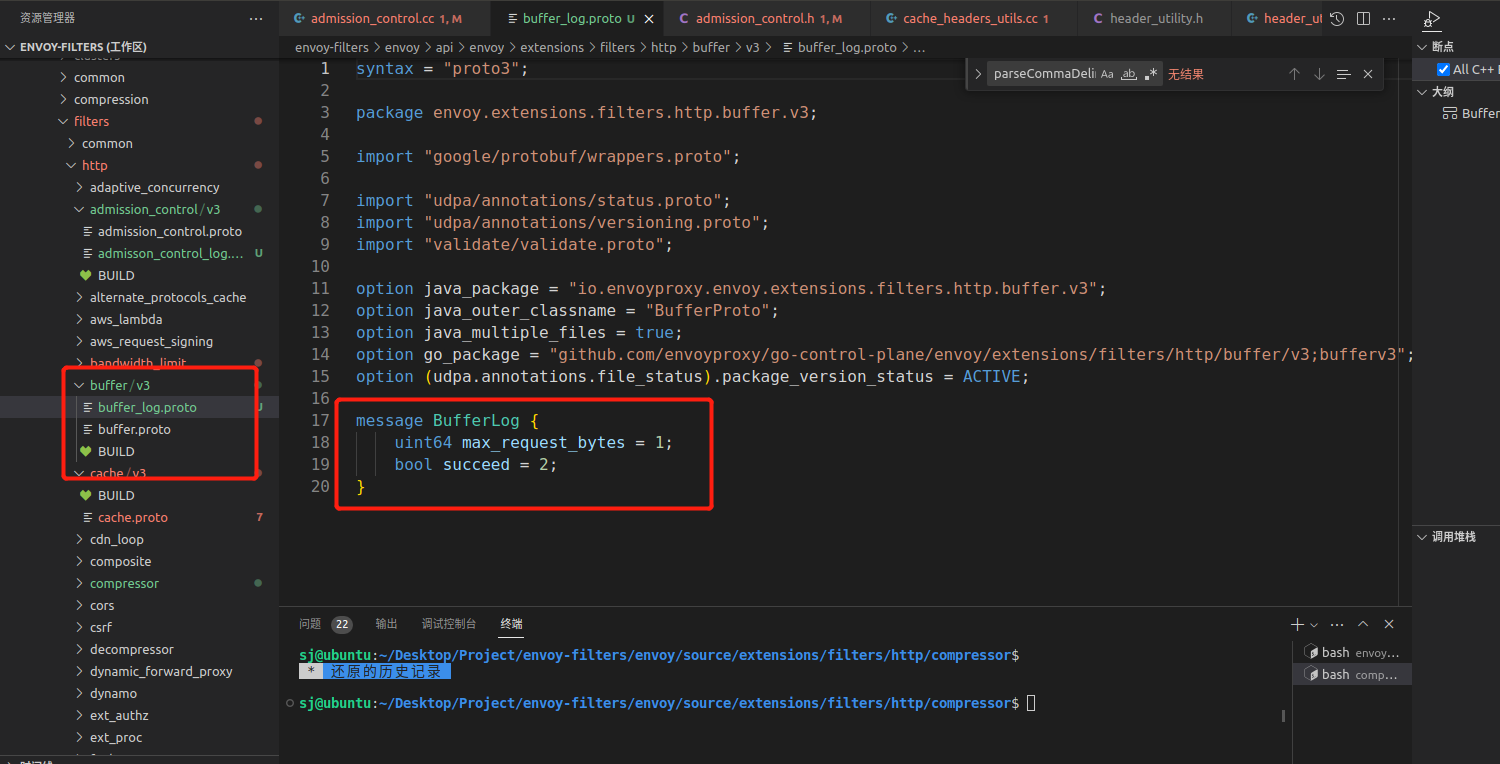 资源管理器
ENVOY-FILTERS (工作区)
clusters
common
compression
filters
common
http
adaptive_concurrency
admission_control/v3
admission_control.proto
admisson_control_log.... U
BUILD
alternate_protocols_cache
aws_lambda
aws_request_signing
bandwidth_limit
buffer/v3
buffer_log.proto U
buffer.proto
BUILD
cache/v3
BUILD
cache.proto 7
cdn_loop
composite
compressor
cors
csrf
decompressor
dynamic_forward_proxy
dynamo
ext_authz
ext_proc
时间线
admission_control.cc 1, M
buffer_log.proto U
admission_control.h 1, M
cache_headers_utils.cc 1
header_utility.h
header_ut
envoy-filters > envoy > api > envoy > extensions > filters > http > buffer > v3 > buffer_log.proto > ...
parseCommaDeli Aa ab .* 无结果
1 syntax = "proto3";
2
3 package envoy.extensions.filters.http.buffer.v3;
4
5 import "google/protobuf/wrappers.proto";
6
7 import "udpa/annotations/status.proto";
8 import "udpa/annotations/versioning.proto";
9 import "validate/validate.proto";
10
11 option java_package = "io.envoyproxy.envoy.extensions.filters.http.buffer.v3";
12 option java_outer_classname = "BufferProto";
13 option java_multiple_files = true;
14 option go_package = "github.com/envoyproxy/go-control-plane/envoy/extensions/filters/http/buffer/v3;bufferv3";
15 option (udpa.annotations.file_status).package_version_status = ACTIVE;
16
17 message BufferLog {
18 uint64 max_request_bytes = 1;
19 bool succeed = 2;
20 }
问题 22 输出 调试控制台 终端
sj@ubuntu:~/Desktop/Project/envoy-filters/envoy/source/extensions/filters/http/compressor$
* 还原的历史记录
sj@ubuntu:~/Desktop/Project/envoy-filters/envoy/source/extensions/filters/http/compressor$
bash envoy...
bash comp...
断点
All C++ E
大纲
Buffer
调用堆栈